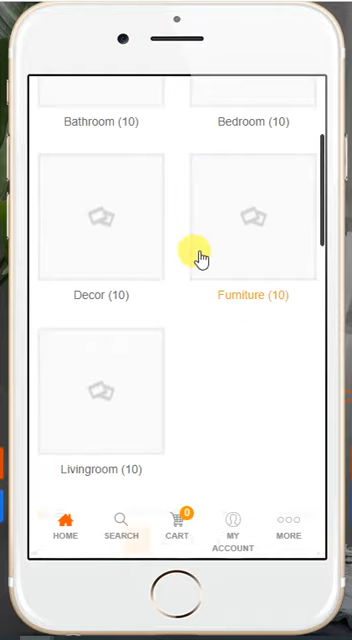 Bathroom (10) Bedroom (10)
Decor (10) Furniture (10)
Livingroom (10)
0
HOME SEARCH CART MY ACCOUNT MORE